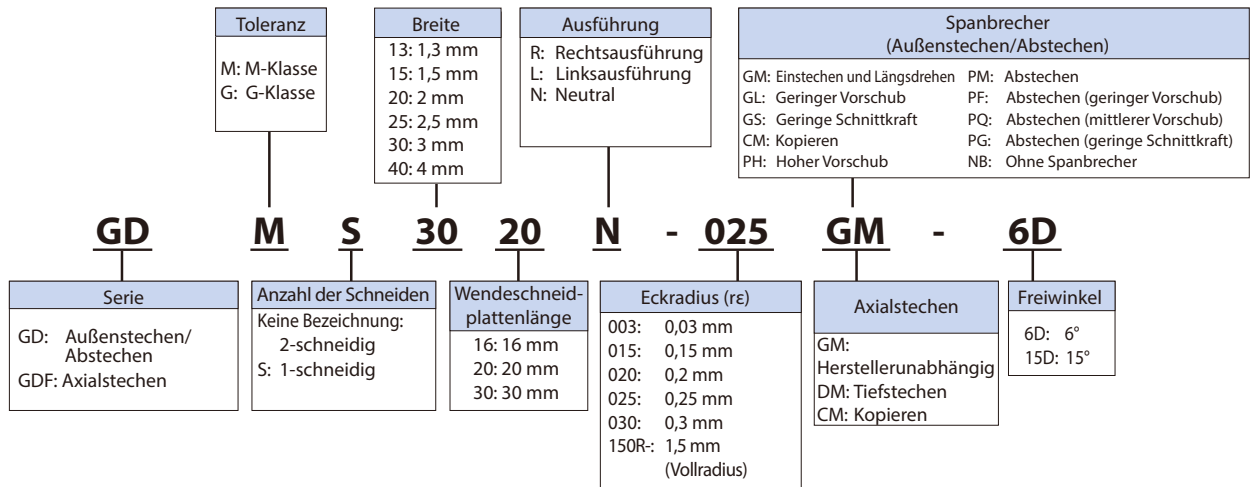 Toleranz
M: M-Klasse
G: G-Klasse
Breite
13: 1,3 mm
15: 1,5 mm
20: 2 mm
25: 2,5 mm
30: 3 mm
40: 4 mm
Ausführung
R: Rechtsausführung
L: Linksausführung
N: Neutral
Spanbrecher
(Außenstechen/Abstechen)
GM: Einstechen und Längsdrehen
GL: Geringer Vorschub
GS: Geringe Schnittkraft
CM: Kopieren
PH: Hoher Vorschub
PM: Abstechen
PF: Abstechen (geringer Vorschub)
PQ: Abstechen (mittlerer Vorschub)
PG: Abstechen (geringe Schnittkraft)
NB: Ohne Spanbrecher
GD M S 30 20 N - 025 GM - 6D
Serie
GD: Außenstechen/
Abstechen
GDF: Axialstechen
Anzahl der Schneiden
Keine Bezeichnung:
2-schneidig
S: 1-schneidig
Wendeschneid-
plattenlänge
16: 16 mm
20: 20 mm
30: 30 mm
Eckradius (rε)
003: 0,03 mm
015: 0,15 mm
020: 0,2 mm
025: 0,25 mm
030: 0,3 mm
150R-: 1,5 mm
(Vollradius)
Axialstechen
GM:
Herstellerunabhängig
DM: Tiefstechen
CM: Kopieren
Freiwinkel
6D: 6°
15D: 15°